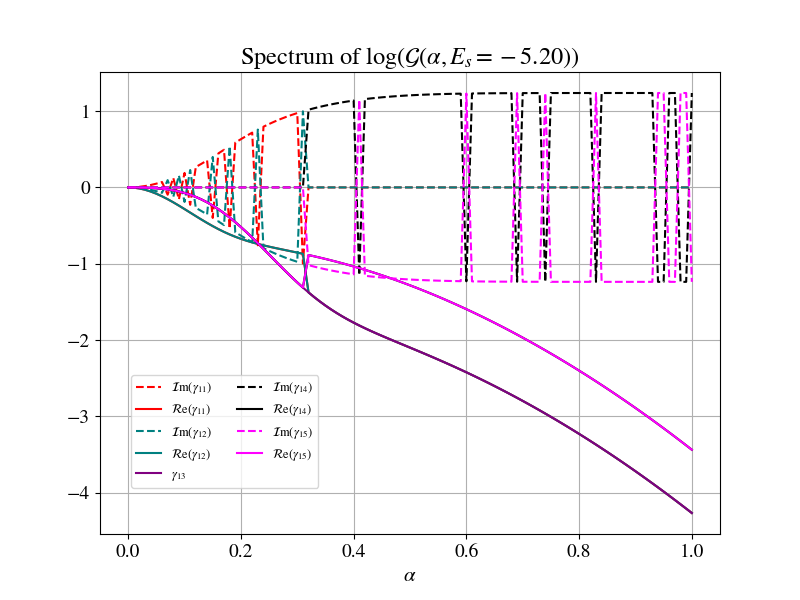 Spectrum of log(𝒢(α, E_s = −5.20))
1
0
−1
−2
−3
−4
ℐm(γ₁₁)
ℛe(γ₁₁)
ℐm(γ₁₂)
ℛe(γ₁₂)
γ₁₃
ℐm(γ₁₄)
ℛe(γ₁₄)
ℐm(γ₁₅)
ℛe(γ₁₅)
0.0 0.2 0.4 0.6 0.8 1.0
α